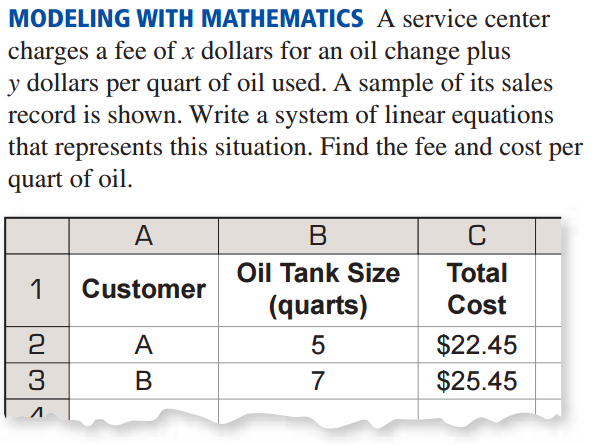 MODELING WITH MATHEMATICS A service center
charges a fee of x dollars for an oil change plus
y dollars per quart of oil used. A sample of its sales
record is shown. Write a system of linear equations
that represents this situation. Find the fee and cost per
quart of oil.
A B C
1 Customer Oil Tank Size (quarts) Total Cost
2 A 5 $22.45
3 B 7 $25.45